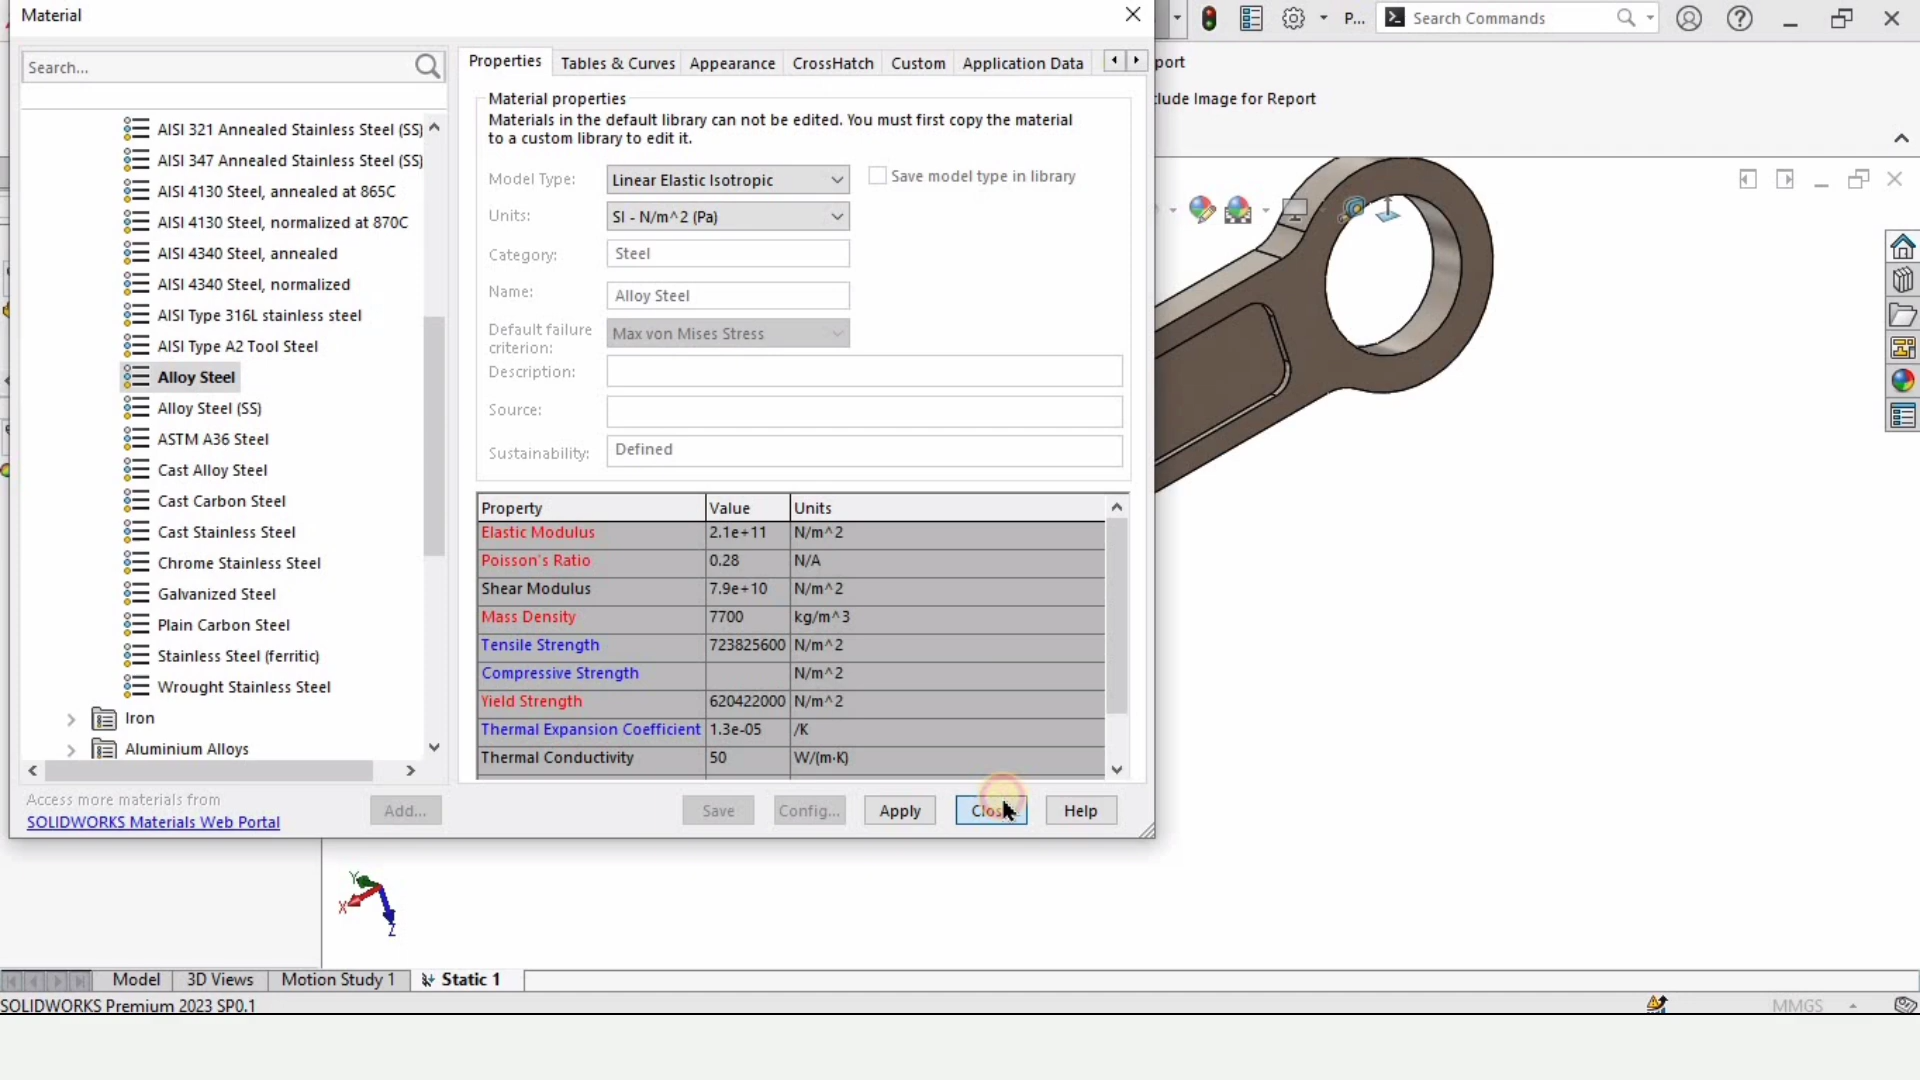 Material
P...
Search Commands
Search...
Properties
Tables & Curves
Appearance
CrossHatch
Custom
Application Data
port
clude Image for Report
Material properties
Materials in the default library can not be edited. You must first copy the material
to a custom library to edit it.
Model Type:
Linear Elastic Isotropic
Save model type in library
Units:
SI - N/m^2 (Pa)
Category:
Steel
Name:
Alloy Steel
Default failure
criterion:
Max von Mises Stress
Description:
Source:
Sustainability:
Defined
AISI 321 Annealed Stainless Steel (SS)
AISI 347 Annealed Stainless Steel (SS)
AISI 4130 Steel, annealed at 865C
AISI 4130 Steel, normalized at 870C
AISI 4340 Steel, annealed
AISI 4340 Steel, normalized
AISI Type 316L stainless steel
AISI Type A2 Tool Steel
Alloy Steel
Alloy Steel (SS)
ASTM A36 Steel
Cast Alloy Steel
Cast Carbon Steel
Cast Stainless Steel
Chrome Stainless Steel
Galvanized Steel
Plain Carbon Steel
Stainless Steel (ferritic)
Wrought Stainless Steel
Iron
Aluminium Alloys
Property Value Units
Elastic Modulus 2.1e+11 N/m^2
Poisson's Ratio 0.28 N/A
Shear Modulus 7.9e+10 N/m^2
Mass Density 7700 kg/m^3
Tensile Strength 723825600 N/m^2
Compressive Strength N/m^2
Yield Strength 620422000 N/m^2
Thermal Expansion Coefficient 1.3e-05 /K
Thermal Conductivity 50 W/(m·K)
Access more materials from
SOLIDWORKS Materials Web Portal
Add...
Save
Config...
Apply
Help
Y
X
Z
Model
3D Views
Motion Study 1
Static 1
SOLIDWORKS Premium 2023 SP0.1
MMGS